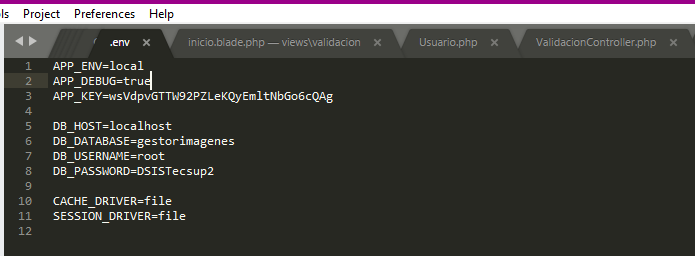 ls Project Preferences Help
.env × inicio.blade.php — views\validacion × Usuario.php × ValidacionController.php ×
1 APP_ENV=local
2 APP_DEBUG=true
3 APP_KEY=wsVdpvGTTW92PZLeKQyEmltNbGo6cQAg
4
5 DB_HOST=localhost
6 DB_DATABASE=gestorimagenes
7 DB_USERNAME=root
8 DB_PASSWORD=DSISTecsup2
9
10 CACHE_DRIVER=file
11 SESSION_DRIVER=file
12